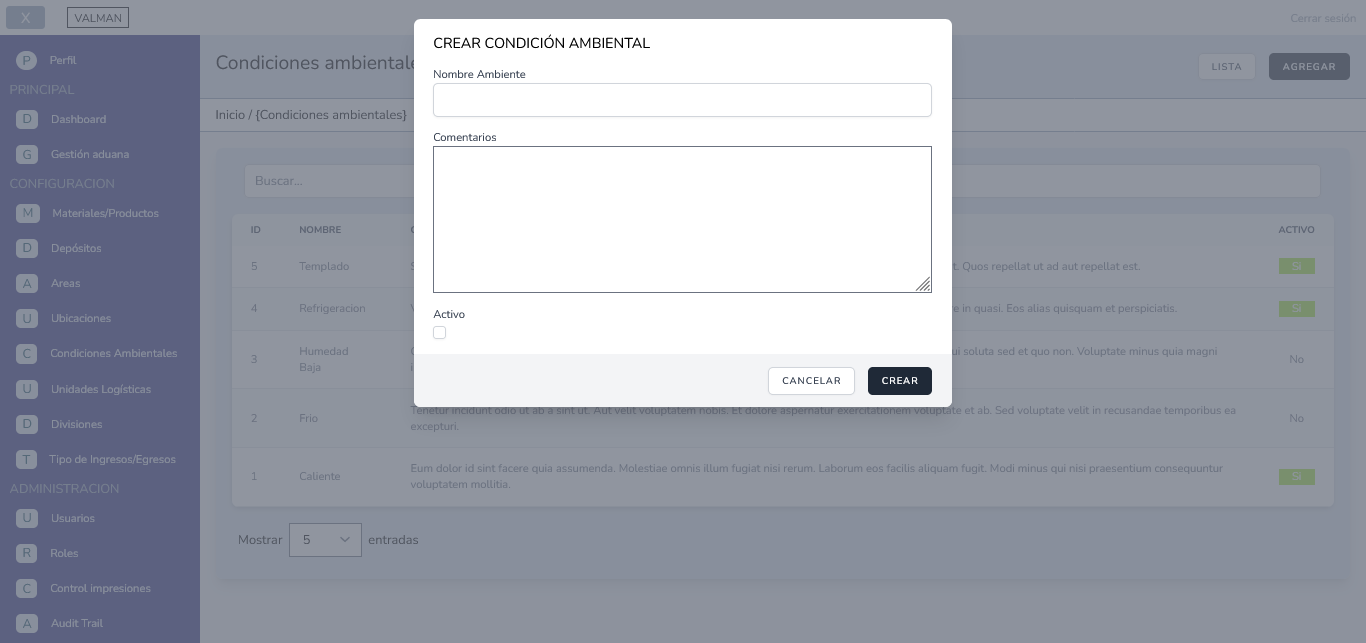 X
VALMAN
Cerrar sesión
P Perfil
PRINCIPAL
D Dashboard
G Gestión aduana
CONFIGURACION
M Materiales/Productos
D Depósitos
A Areas
U Ubicaciones
C Condiciones Ambientales
U Unidades Logísticas
D Divisiones
T Tipo de Ingresos/Egresos
ADMINISTRACION
U Usuarios
R Roles
C Control impresiones
A Audit Trail
Condiciones ambientale
LISTA
AGREGAR
Inicio / {Condiciones ambientales}
Buscar...
CREAR CONDICIÓN AMBIENTAL
Nombre Ambiente
Comentarios
Activo
CANCELAR
CREAR
ID NOMBRE ACTIVO
5 Templado t. Quos repellat ut ad aut repellat est. Si
4 Refrigeracion re in quasi. Eos alias quisquam et perspiciatis. Si
3 Humedad Baja ui soluta sed et quo non. Voluptate minus quia magni No
2 Frio Tenetur incidunt odio ut ab a sint ut. Aut velit voluptatem nobis. Et dolore aspernatur exercitationem voluptate et ab. Sed voluptate velit in recusandae temporibus ea No
excepturi.
1 Caliente Eum dolor id sint facere quia assumenda. Molestiae omnis illum fugiat nisi rerum. Laborum eos facilis aliquam fugit. Modi minus qui nisi praesentium consequuntur Si
voluptatem mollitia.
Mostrar 5 entradas